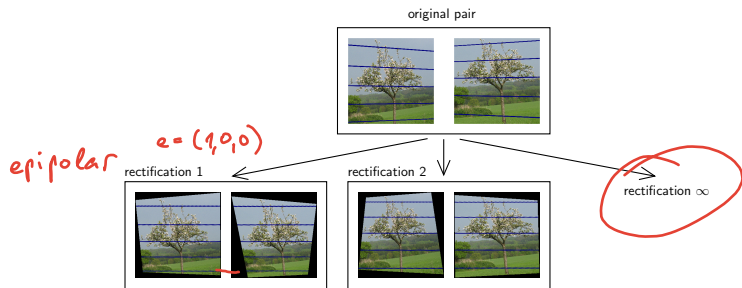 original pair
e = (1,0,0)
epipolar
rectification 1
rectification 2
rectification ∞